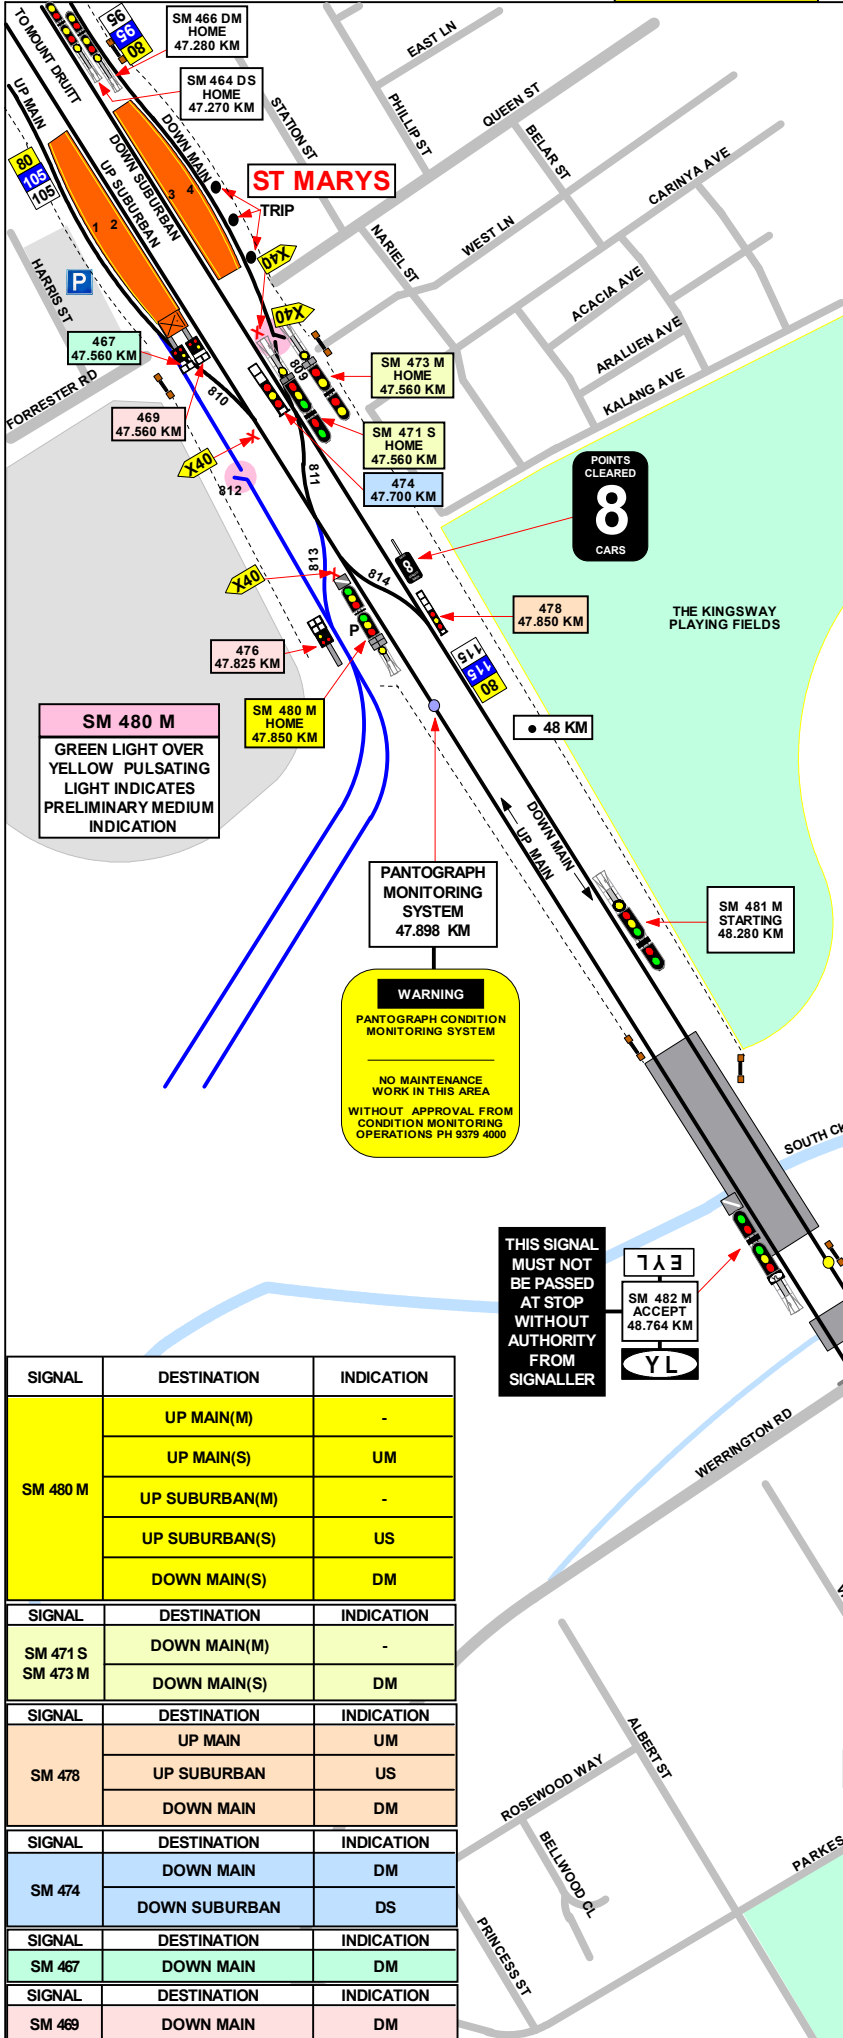 95
95
80
SM 466 DM
HOME
47.280 KM
SM 464 DS
HOME
47.270 KM
TO MOUNT DRUITT
UP MAIN
DOWN MAIN
DOWN SUBURBAN
UP SUBURBAN
80
105
105
1 2
3 4
ST MARYS
TRIP
X40
X40
EAST LN
PHILLIP ST
STATION ST
QUEEN ST
BELAR ST
CARINYA AVE
WEST LN
NARIEL ST
ACACIA AVE
ARALUEN AVE
KALANG AVE
HARRIS ST
P
FORRESTER RD
467
47.560 KM
469
47.560 KM
810
809
SM 473 M
HOME
47.560 KM
SM 471 S
HOME
47.560 KM
474
47.700 KM
X40
812
811
POINTS
CLEARED
8
CARS
8
X40
813
814
P
476
47.825 KM
478
47.850 KM
THE KINGSWAY
PLAYING FIELDS
115
115
80
SM 480 M
HOME
47.850 KM
48 KM
SM 480 M
GREEN LIGHT OVER
YELLOW PULSATING
LIGHT INDICATES
PRELIMINARY MEDIUM
INDICATION
DOWN MAIN
UP MAIN
PANTOGRAPH
MONITORING
SYSTEM
47.898 KM
SM 481 M
STARTING
48.280 KM
WARNING
PANTOGRAPH CONDITION
MONITORING SYSTEM
NO MAINTENANCE
WORK IN THIS AREA
WITHOUT APPROVAL FROM
CONDITION MONITORING
OPERATIONS PH 9379 4000
SOUTH CK
THIS SIGNAL
MUST NOT
BE PASSED
AT STOP
WITHOUT
AUTHORITY
FROM
SIGNALLER
EYL
SM 482 M
ACCEPT
48.764 KM
YL
WERRINGTON RD
SIGNAL DESTINATION INDICATION
SM 480 M
UP MAIN(M) -
UP MAIN(S) UM
UP SUBURBAN(M) -
UP SUBURBAN(S) US
DOWN MAIN(S) DM
SIGNAL DESTINATION INDICATION
SM 471 S
SM 473 M
DOWN MAIN(M) -
DOWN MAIN(S) DM
SIGNAL DESTINATION INDICATION
SM 478
UP MAIN UM
UP SUBURBAN US
DOWN MAIN DM
SIGNAL DESTINATION INDICATION
SM 474
DOWN MAIN DM
DOWN SUBURBAN DS
SIGNAL DESTINATION INDICATION
SM 467 DOWN MAIN DM
SIGNAL DESTINATION INDICATION
SM 469 DOWN MAIN DM
ALBERT ST
ROSEWOOD WAY
BELLWOOD CL
PRINCESS ST
PARKES